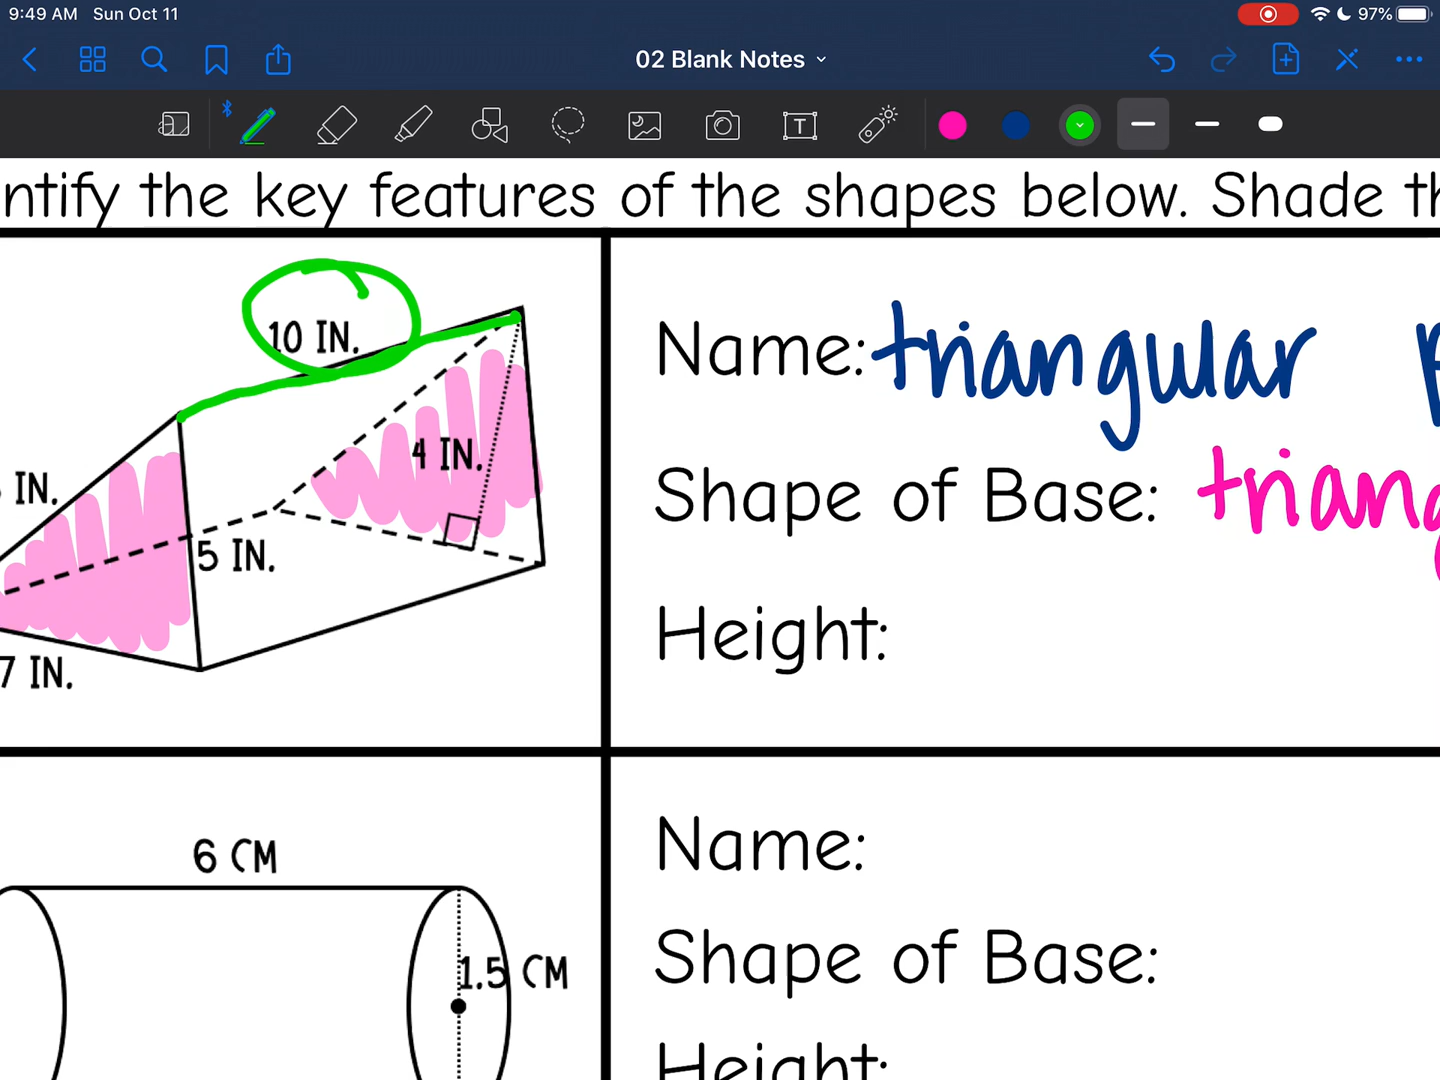 9:49 AM Sun Oct 11 97%
02 Blank Notes
T
ntify the key features of the shapes below. Shade th
10 IN.
Name: triangular
4 IN.
IN.
Shape of Base: triang
5 IN.
Height:
7 IN.
6 CM
Name:
Shape of Base:
1.5 CM
Height: